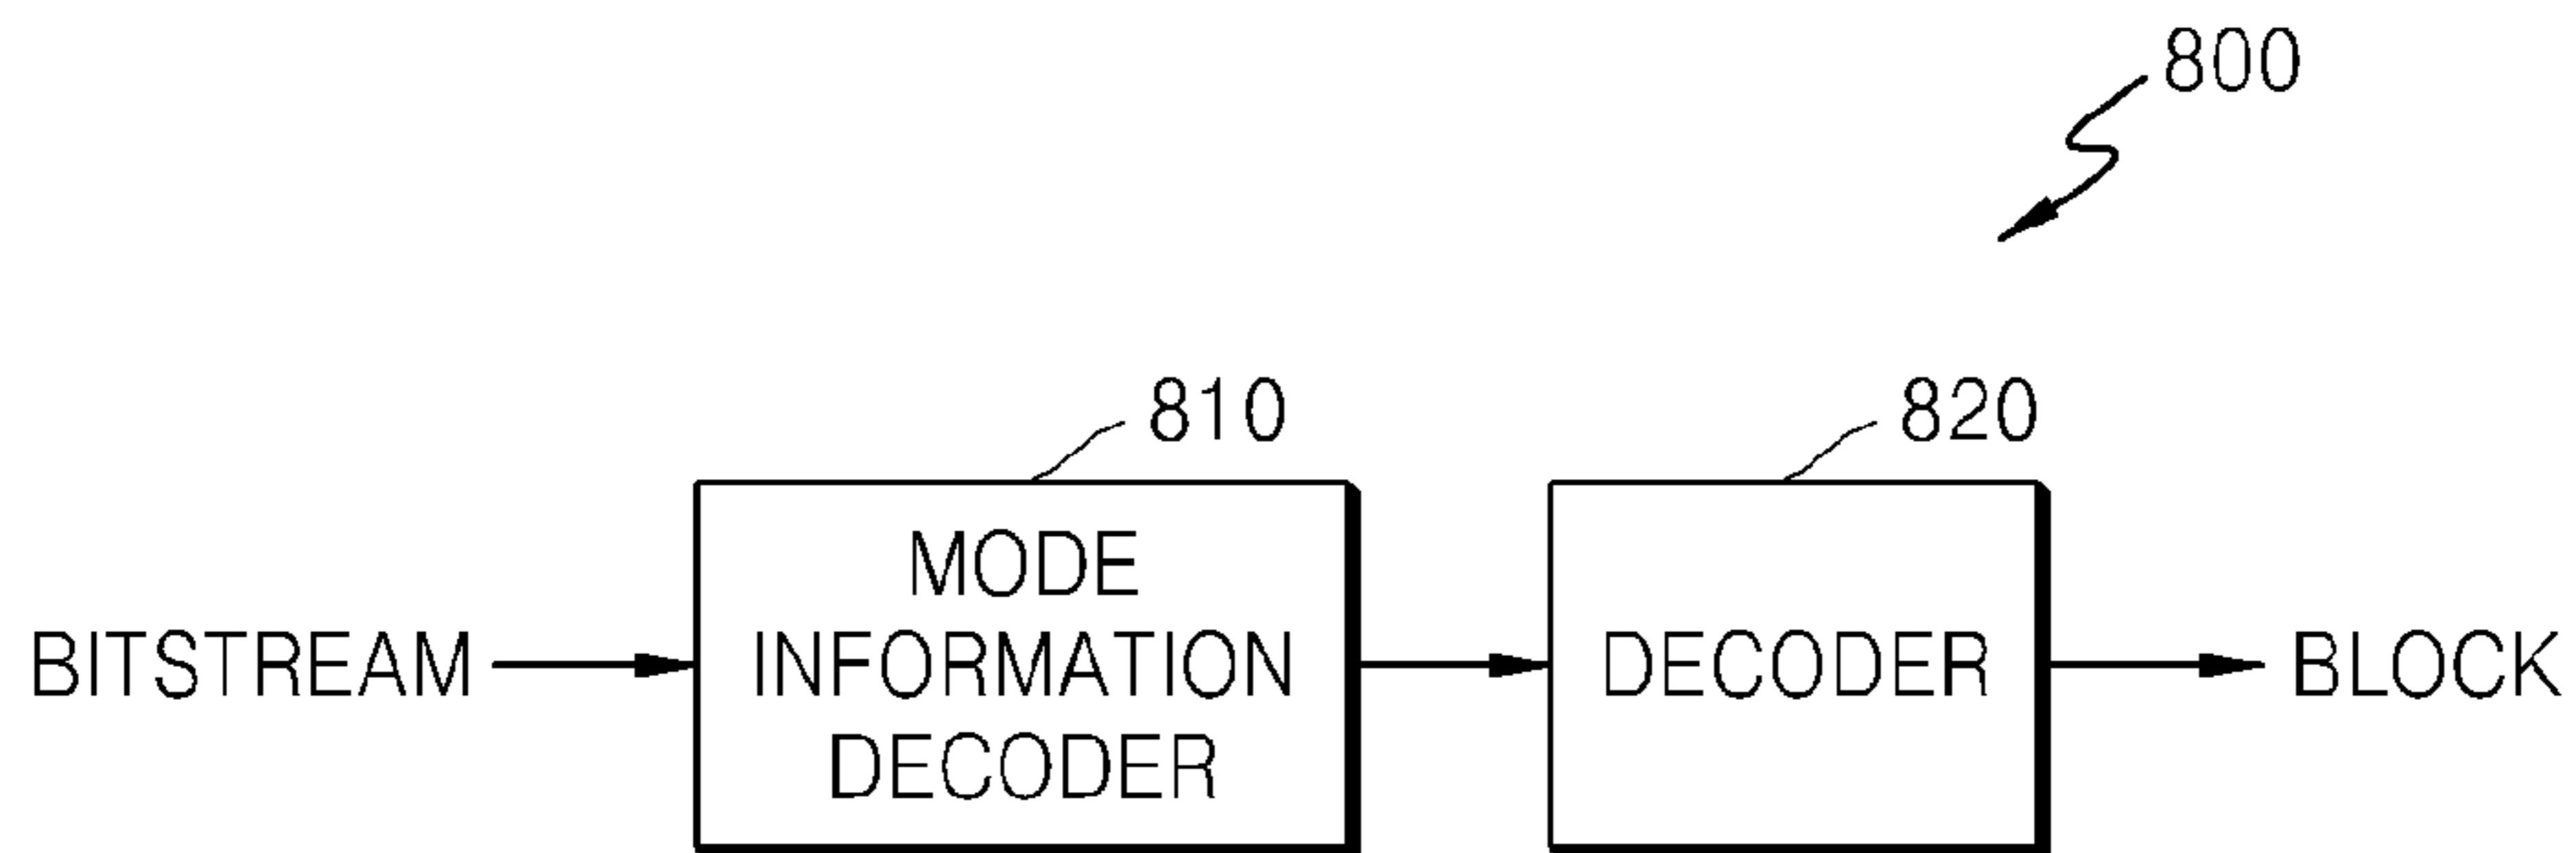 800
810
820
MODE
BITSTREAM
INFORMATION
DECODER
DECODER
BLOCK